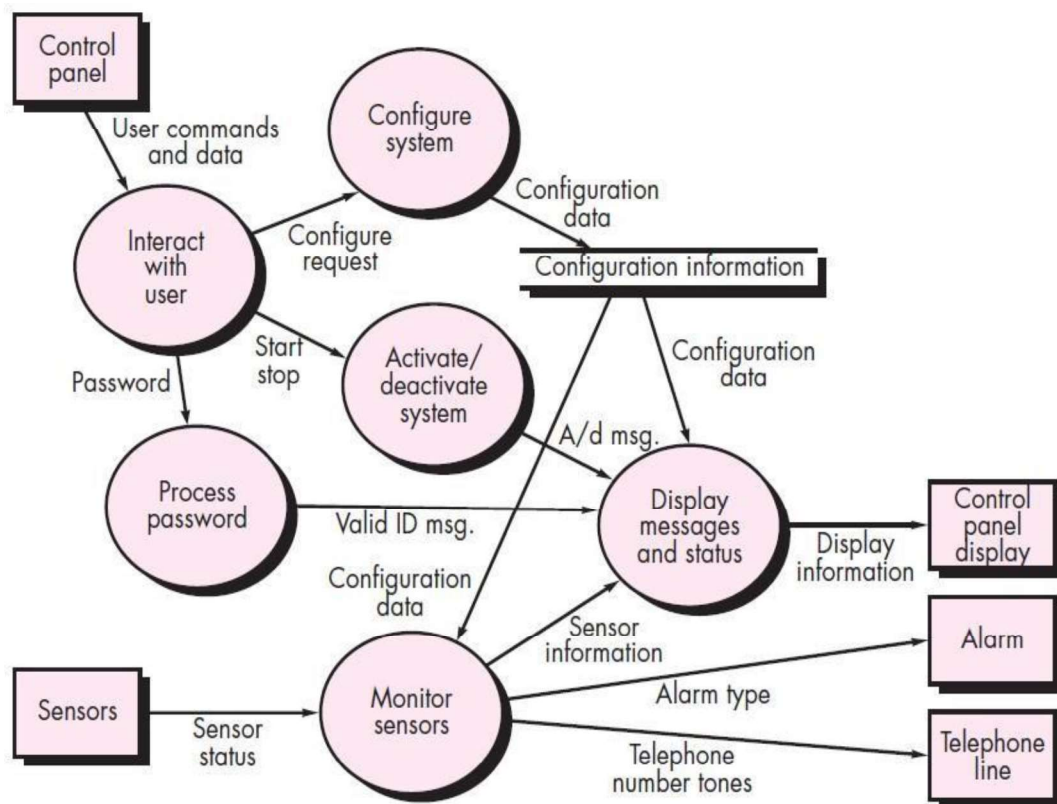 Control
panel
User commands
and data
Configure
system
Interact
with
user
Configure
request
Configuration
data
Configuration information
Start
stop
Password
Activate/
deactivate
system
Configuration
data
A/d msg.
Process
password
Valid ID msg.
Display
messages
and status
Display
information
Control
panel
display
Configuration
data
Sensor
information
Sensors
Sensor
status
Monitor
sensors
Alarm type
Alarm
Telephone
number tones
Telephone
line